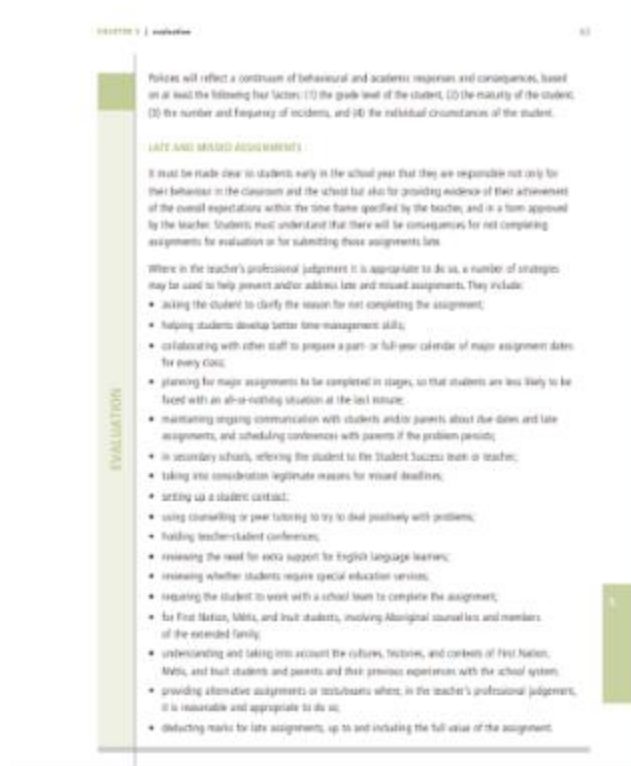 CHAPTER 5 | evaluation
Policies will reflect a continuum of behavioural and academic responses and consequences, based
on at least the following four factors: (1) the grade level of the student, (2) the maturity of the student,
(3) the number and frequency of incidents, and (4) the individual circumstances of the student.
LATE AND MISSED ASSIGNMENTS
It must be made clear to students early in the school year that they are responsible not only for
their behaviour in the classroom and the school but also for providing evidence of their achievement
of the overall expectations within the time frame specified by the teacher, and in a form approved
by the teacher. Students must understand that there will be consequences for not completing
assignments for evaluation or for submitting those assignments late.
Where in the teacher's professional judgement it is appropriate to do so, a number of strategies
may be used to help prevent and/or address late and missed assignments. They include:
• asking the student to clarify the reason for not completing the assignment;
• helping students develop better time-management skills;
• collaborating with other staff to prepare a part- or full-year calendar of major assignment dates
for every class;
• planning for major assignments to be completed in stages, so that students are less likely to be
faced with an all-or-nothing situation at the last minute;
• maintaining ongoing communication with students and/or parents about due dates and late
assignments, and scheduling conferences with parents if the problem persists;
• in secondary schools, referring the student to the Student Success team or teacher;
• taking into consideration legitimate reasons for missed deadlines;
• setting up a student contract;
• using counselling or peer tutoring to try to deal positively with problems;
• holding teacher-student conferences;
• reviewing the need for extra support for English language learners;
• reviewing whether students require special education services;
• requiring the student to work with a school team to complete the assignment;
• for First Nation, Métis, and Inuit students, involving Aboriginal counsellors and members
of the extended family;
• understanding and taking into account the cultures, histories, and contexts of First Nation,
Métis, and Inuit students and parents and their previous experiences with the school system;
• providing alternative assignments or tests/exams where, in the teacher's professional judgement,
it is reasonable and appropriate to do so;
• deducting marks for late assignments, up to and including the full value of the assignment.
EVALUATION